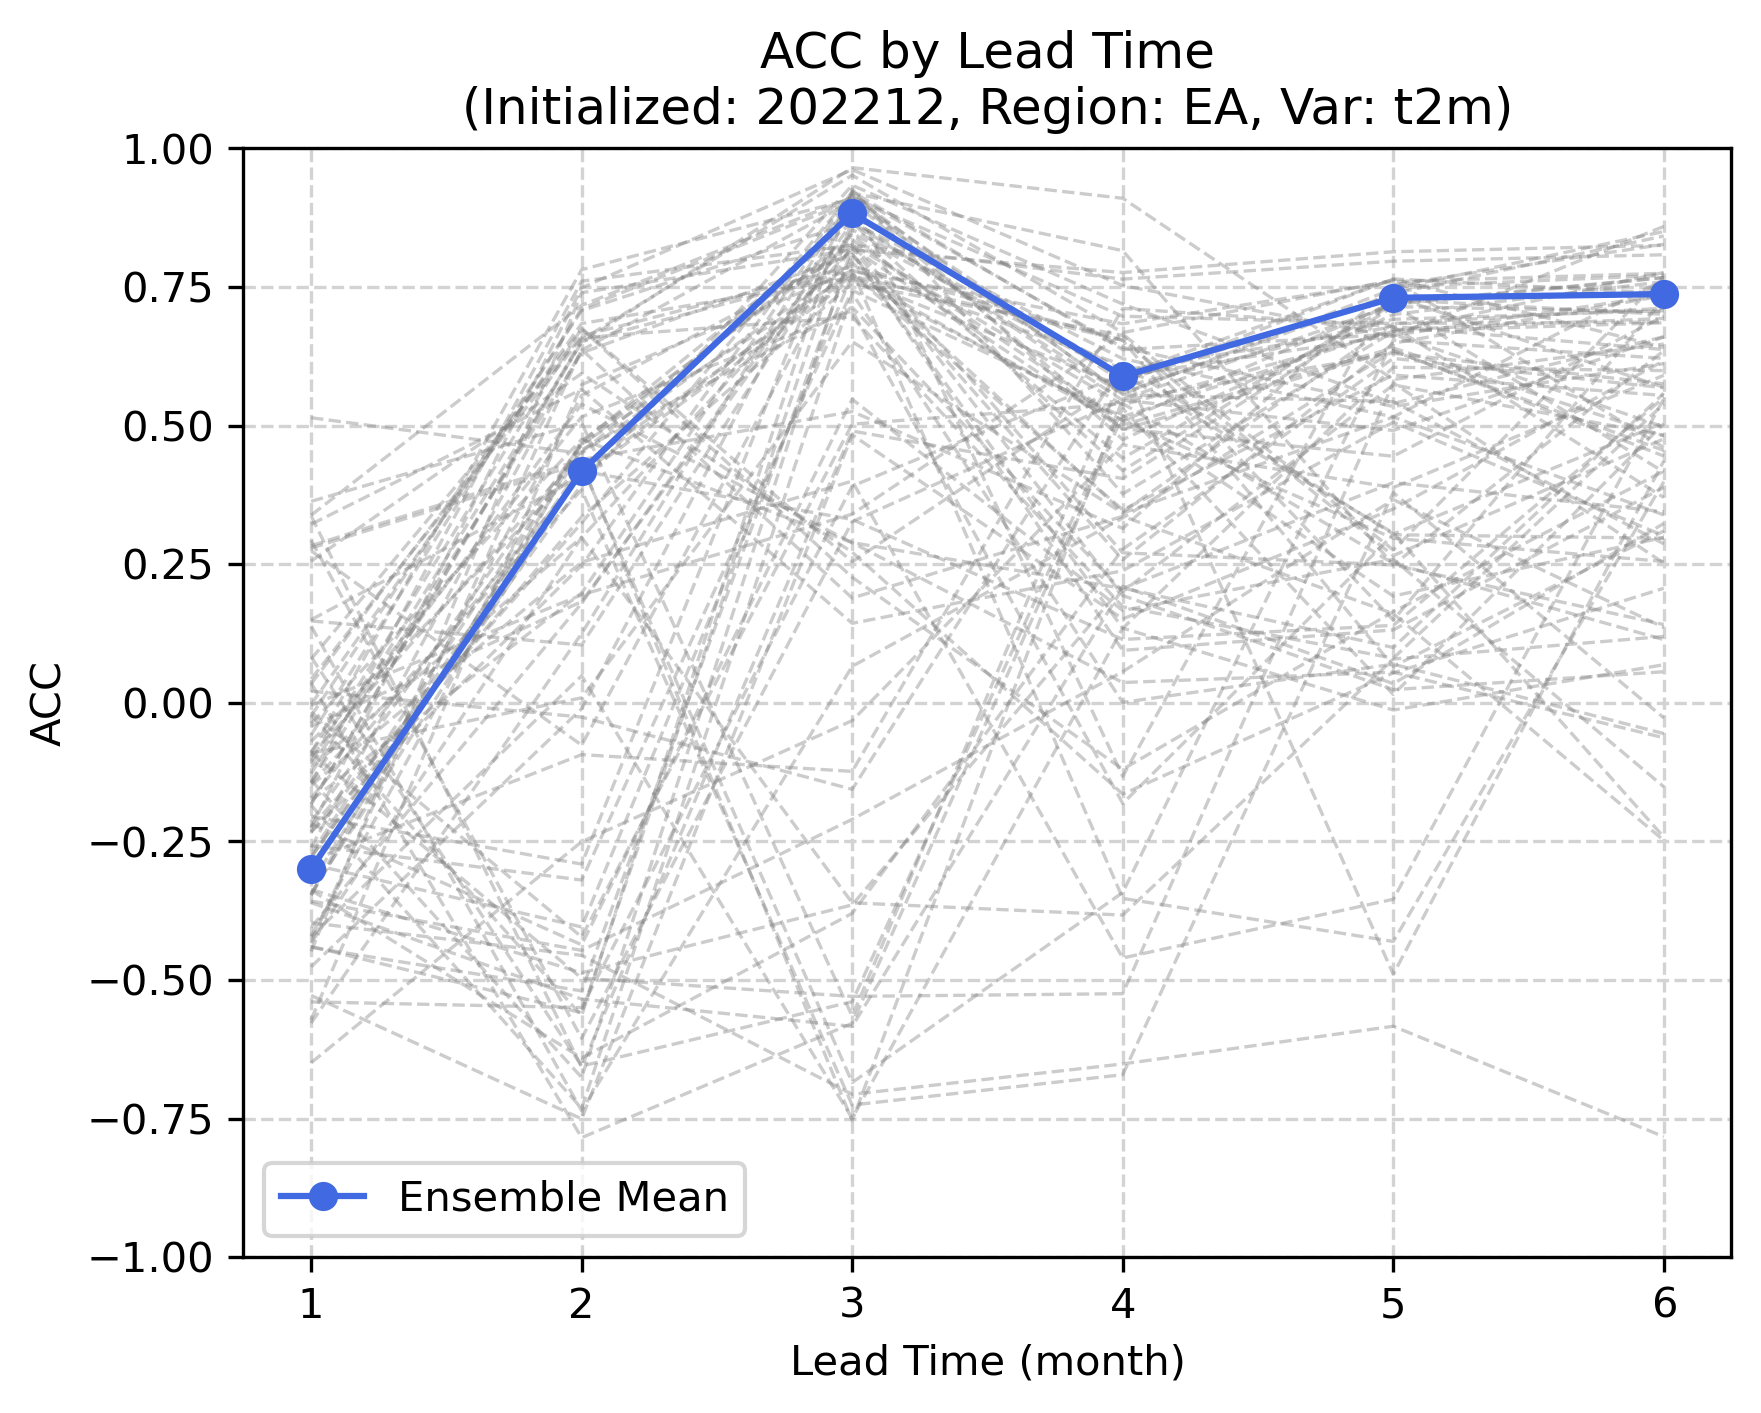 ACC by Lead Time
(Initialized: 202212, Region: EA, Var: t2m)
1.00
0.75
0.50
0.25
0.00
−0.25
−0.50
−0.75
−1.00
ACC
Ensemble Mean
1 2 3 4 5 6
Lead Time (month)